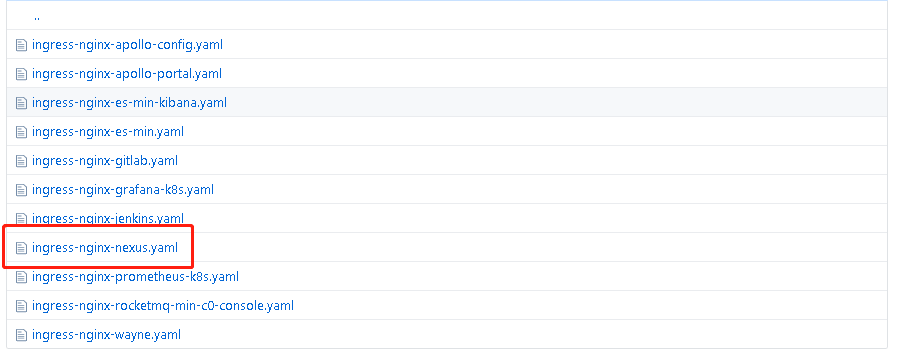 ..
ingress-nginx-apollo-config.yaml
ingress-nginx-apollo-portal.yaml
ingress-nginx-es-min-kibana.yaml
ingress-nginx-es-min.yaml
ingress-nginx-gitlab.yaml
ingress-nginx-grafana-k8s.yaml
ingress-nginx-jenkins.yaml
ingress-nginx-nexus.yaml
ingress-nginx-prometheus-k8s.yaml
ingress-nginx-rocketmq-min-c0-console.yaml
ingress-nginx-wayne.yaml